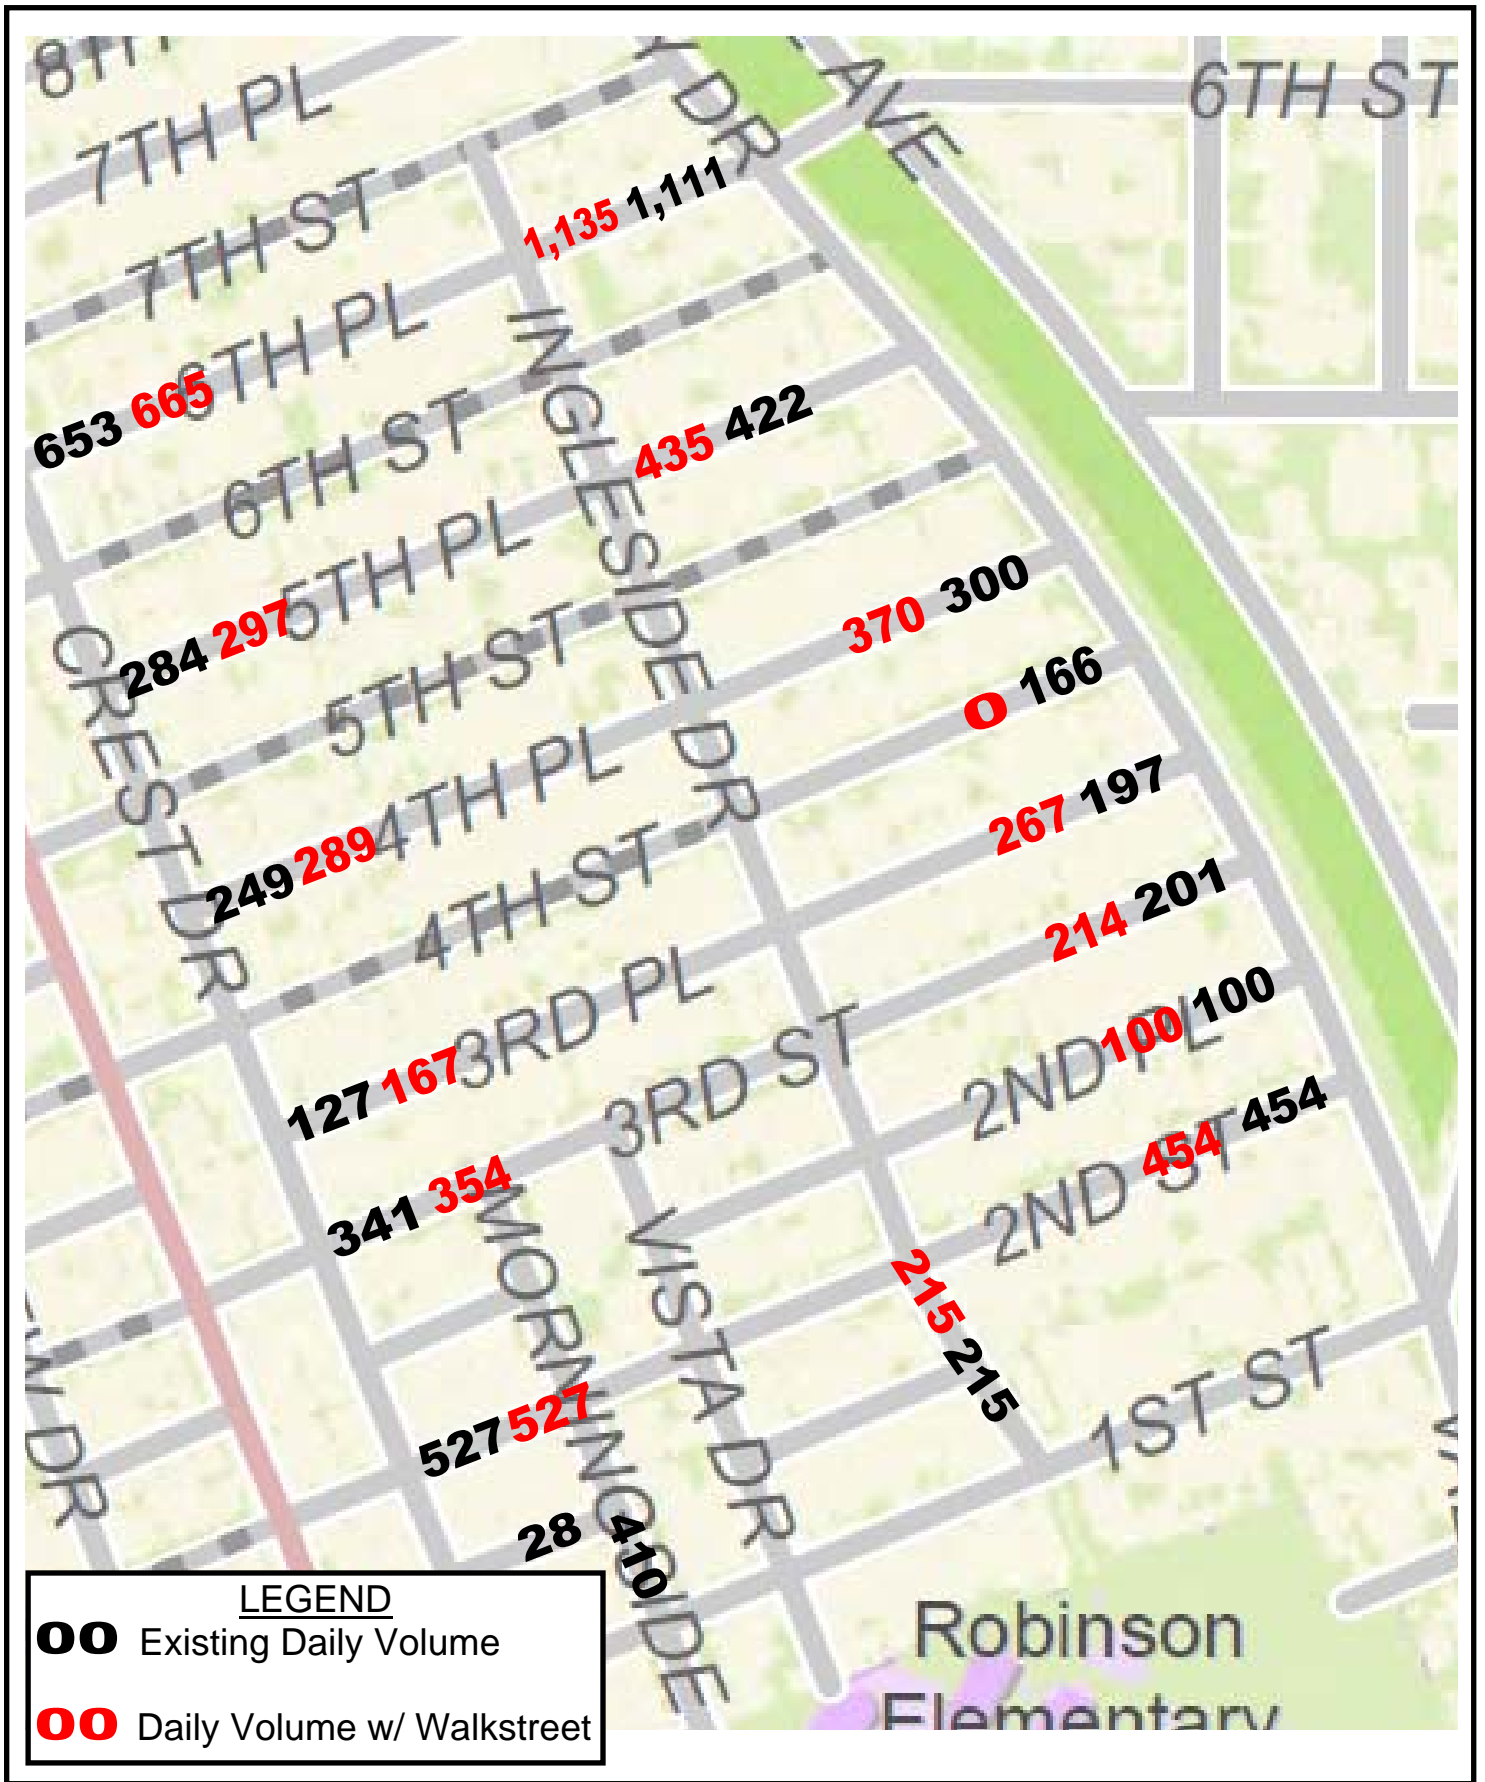 8TH
7TH PL
Y DR
AVE
6TH ST
7TH ST
1,135 1,111
6TH PL
653 665
INGLESIDE DR
6TH ST
435 422
5TH PL
284 297
5TH ST
370 300
CREST DR
0 166
4TH PL
249 289
267 197
4TH ST
214 201
3RD PL
127 167
100 100
2ND PL
3RD ST
454 454
2ND ST
341 354
MORNINGSIDE
VISTA DR
215 215
1ST ST
W DR
527 527
28
410
Robinson
Elementary
LEGEND
00 Existing Daily Volume
00 Daily Volume w/ Walkstreet